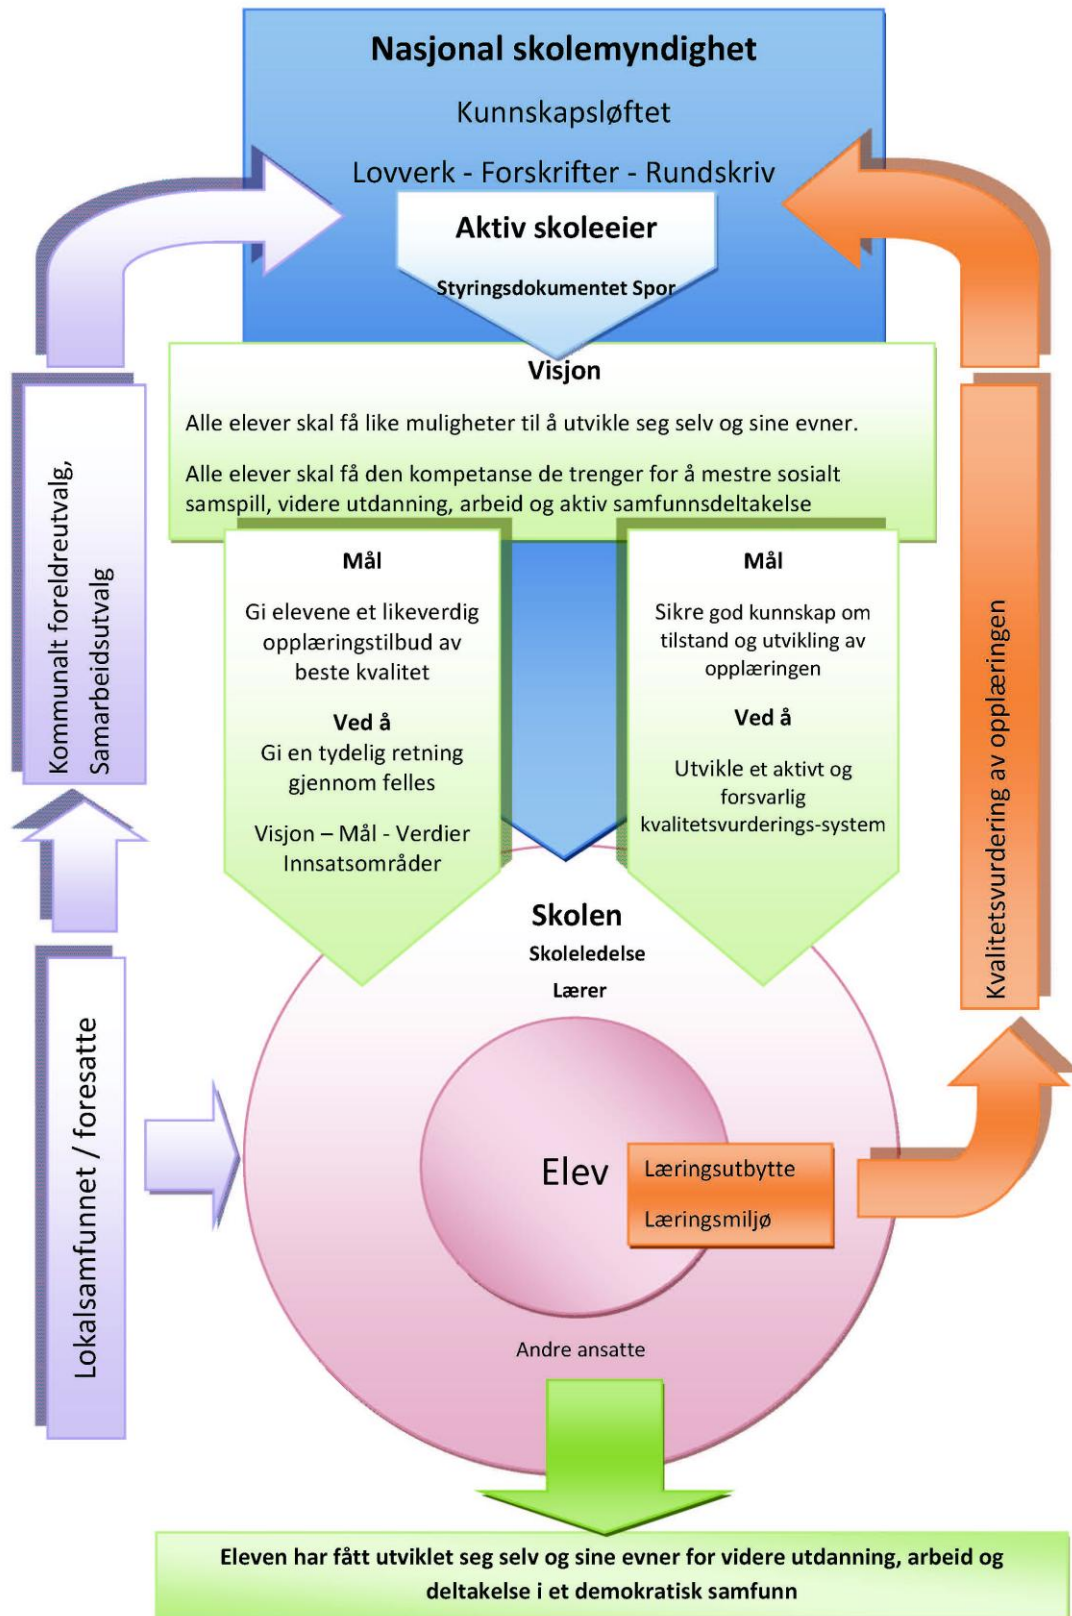 Nasjonal skolemyndighet
Kunnskapsløftet
Lovverk - Forskrifter - Rundskriv
Aktiv skoleeier
Styringsdokumentet Spor
Visjon
Alle elever skal få like muligheter til å utvikle seg selv og sine evner.
Alle elever skal få den kompetanse de trenger for å mestre sosialt
samspill, videre utdanning, arbeid og aktiv samfunnsdeltakelse
Mål
Gi elevene et likeverdig
opplæringstilbud av
beste kvalitet
Ved å
Gi en tydelig retning
gjennom felles
Visjon – Mål - Verdier
Innsatsområder
Mål
Sikre god kunnskap om
tilstand og utvikling av
opplæringen
Ved å
Utvikle et aktivt og
forsvarlig
kvalitetsvurderings-system
Kommunalt foreldreutvalg,
Samarbeidsutvalg
Lokalsamfunnet / foresatte
Kvalitetsvurdering av opplæringen
Skolen
Skoleledelse
Lærer
Elev
Læringsutbytte
Læringsmiljø
Andre ansatte
Eleven har fått utviklet seg selv og sine evner for videre utdanning, arbeid og
deltakelse i et demokratisk samfunn